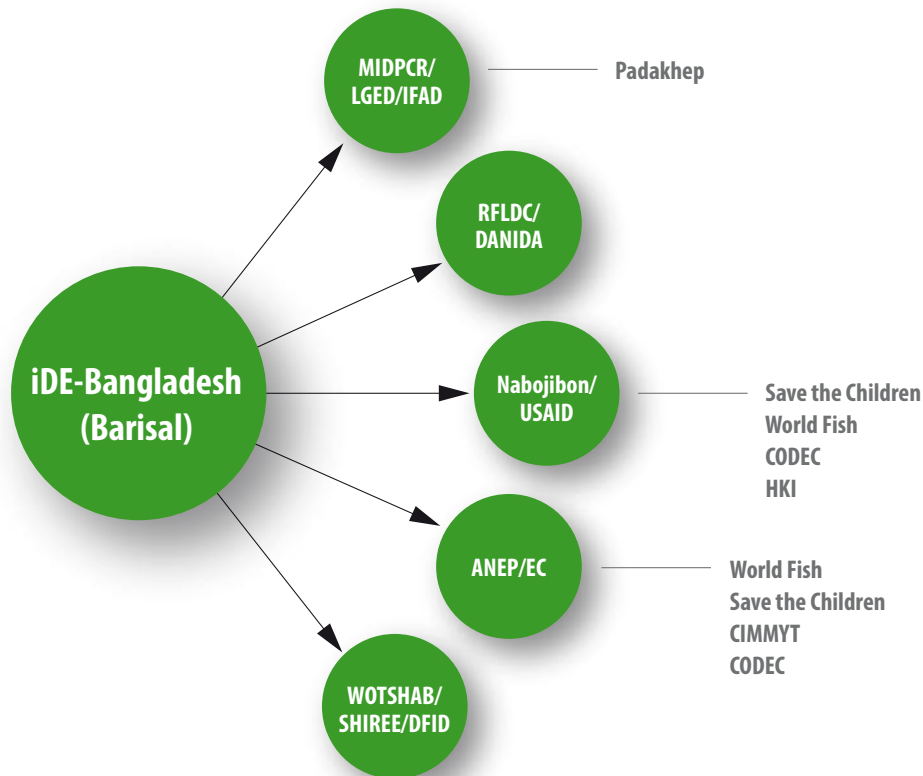 MIDPCR/
LGED/IFAD
Padakhep
RFLDC/
DANIDA
iDE-Bangladesh
(Barisal)
Nabojibon/
USAID
Save the Children
World Fish
CODEC
HKI
ANEP/EC
World Fish
Save the Children
CIMMYT
CODEC
WOTSHAB/
SHIREE/DFID